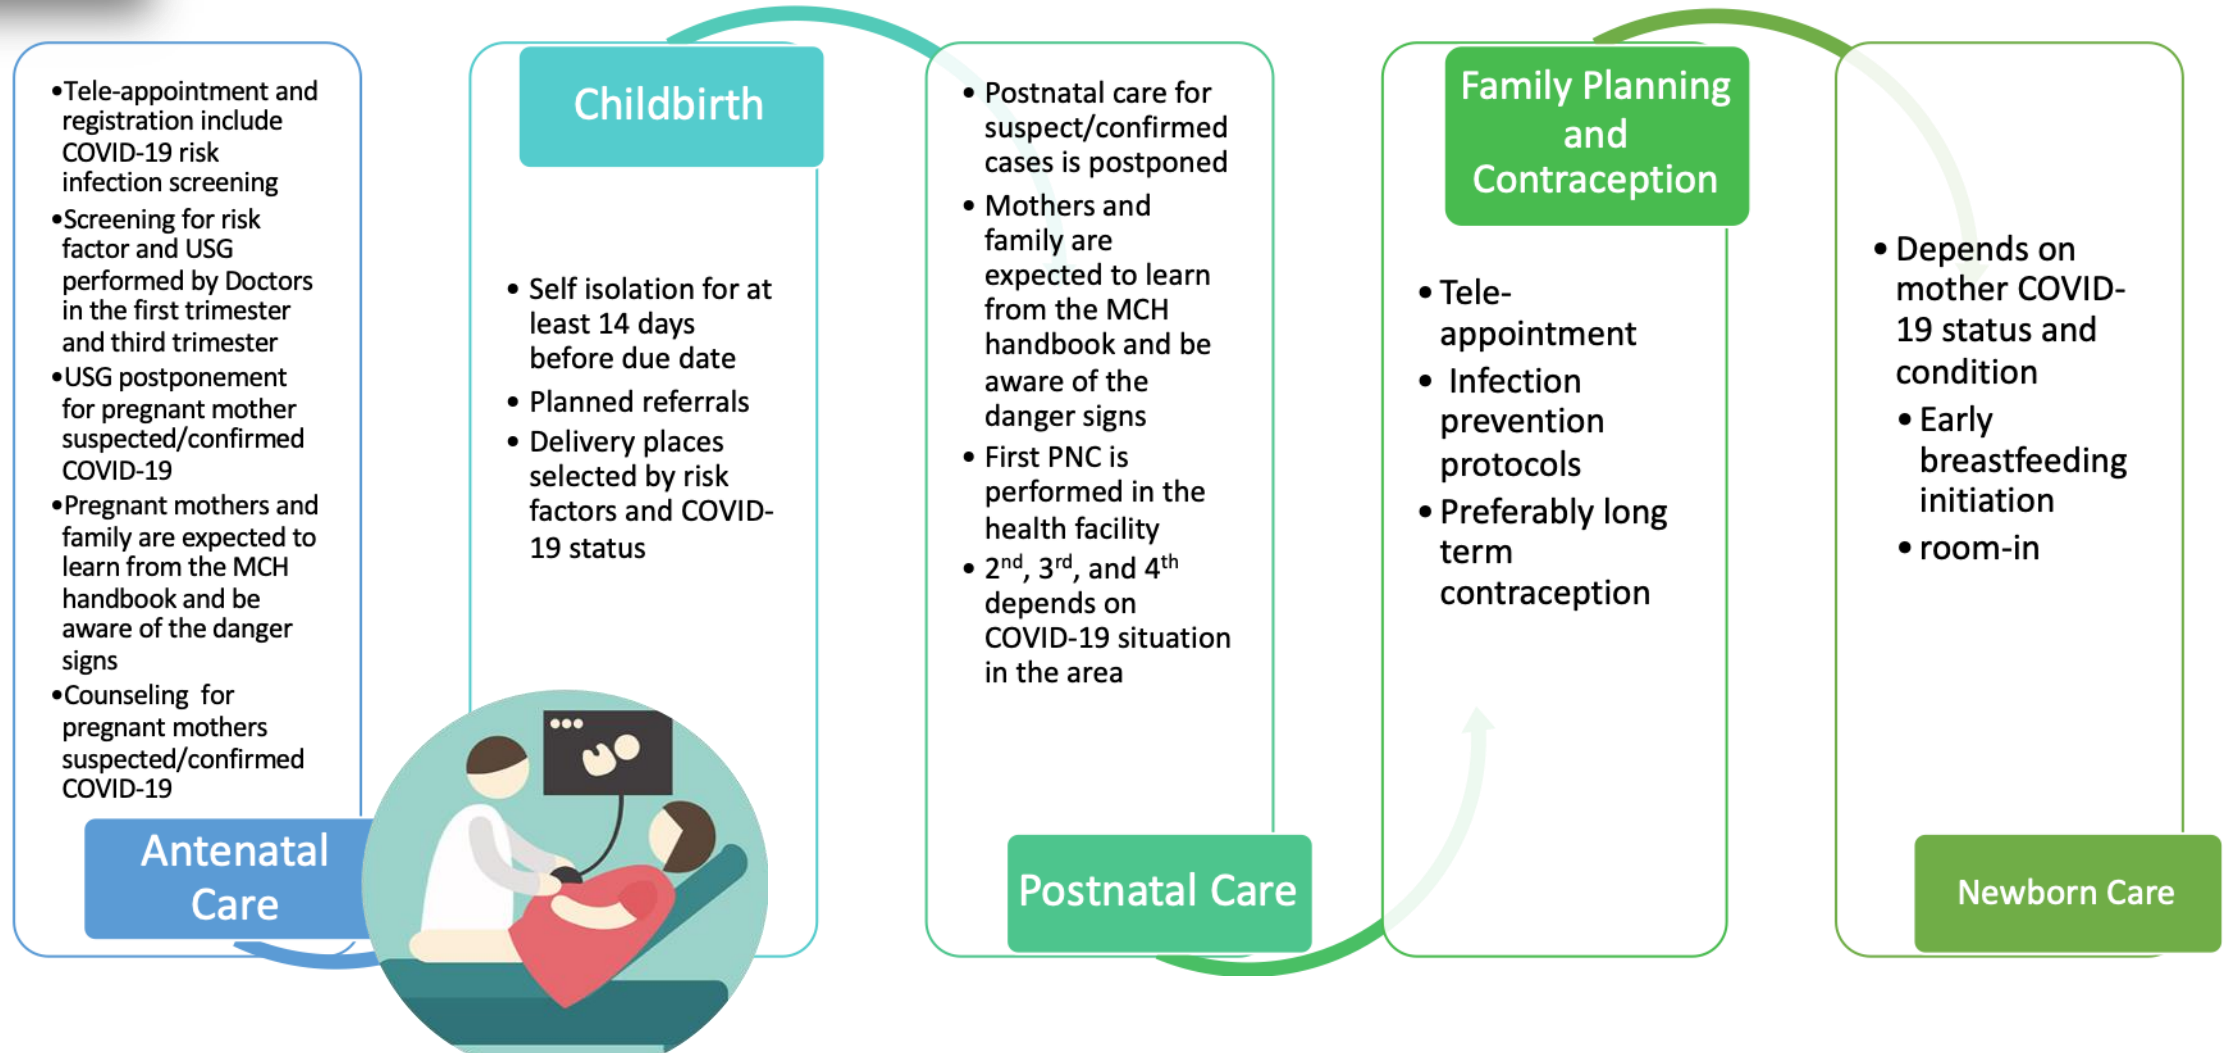 •Tele-appointment and
registration include
COVID-19 risk
infection screening
•Screening for risk
factor and USG
performed by Doctors
in the first trimester
and third trimester
•USG postponement
for pregnant mother
suspected/confirmed
COVID-19
•Pregnant mothers and
family are expected to
learn from the MCH
handbook and be
aware of the danger
signs
•Counseling for
pregnant mothers
suspected/confirmed
COVID-19
Antenatal
Care
Childbirth
• Self isolation for at
least 14 days
before due date
• Planned referrals
• Delivery places
selected by risk
factors and COVID-
19 status
• Postnatal care for
suspect/confirmed
cases is postponed
• Mothers and
family are
expected to learn
from the MCH
handbook and be
aware of the
danger signs
• First PNC is
performed in the
health facility
• 2nd, 3rd, and 4th
depends on
COVID-19 situation
in the area
Postnatal Care
Family Planning
and
Contraception
• Tele-
appointment
• Infection
prevention
protocols
• Preferably long
term
contraception
• Depends on
mother COVID-
19 status and
condition
• Early
breastfeeding
initiation
• room-in
Newborn Care